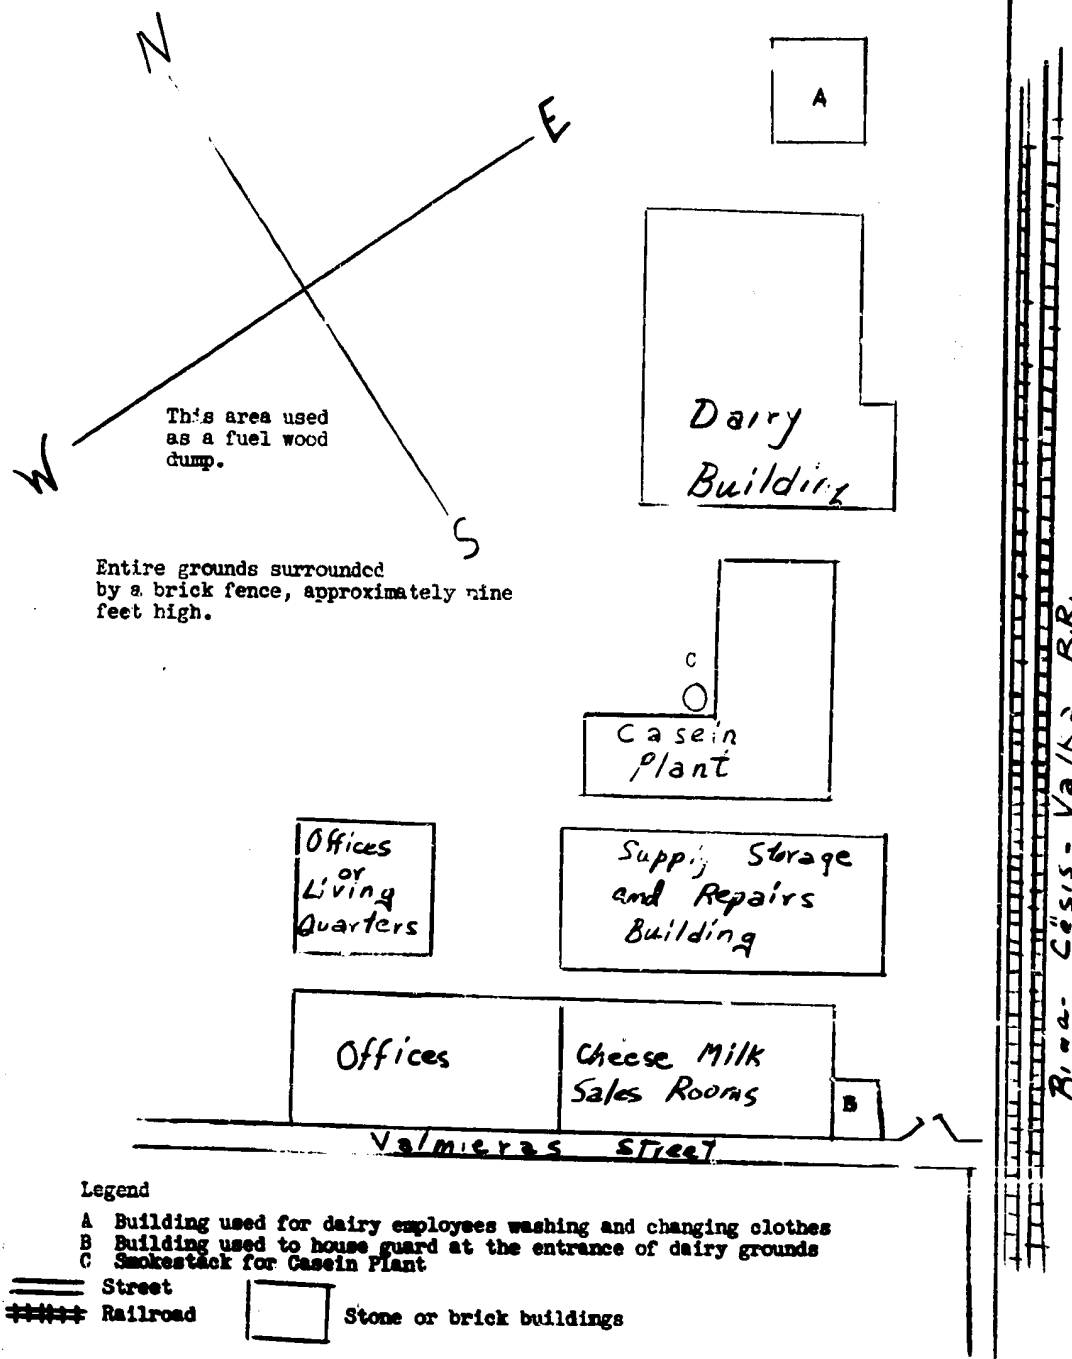 N
E
A
W
S
This area used
as a fuel wood
dump.
Dairy
Building
Entire grounds surrounded
by a brick fence, approximately nine
feet high.
C
Casein
Plant
Offices
or
Living
Quarters
Supply Storage
and Repairs
Building
Offices
Cheese Milk
Sales Rooms
B
Valmieras Street
Cēsis - Valka R.R.
Legend
A Building used for dairy employees washing and changing clothes
B Building used to house guard at the entrance of dairy grounds
C Smokestack for Casein Plant
Street
Railroad
Stone or brick buildings